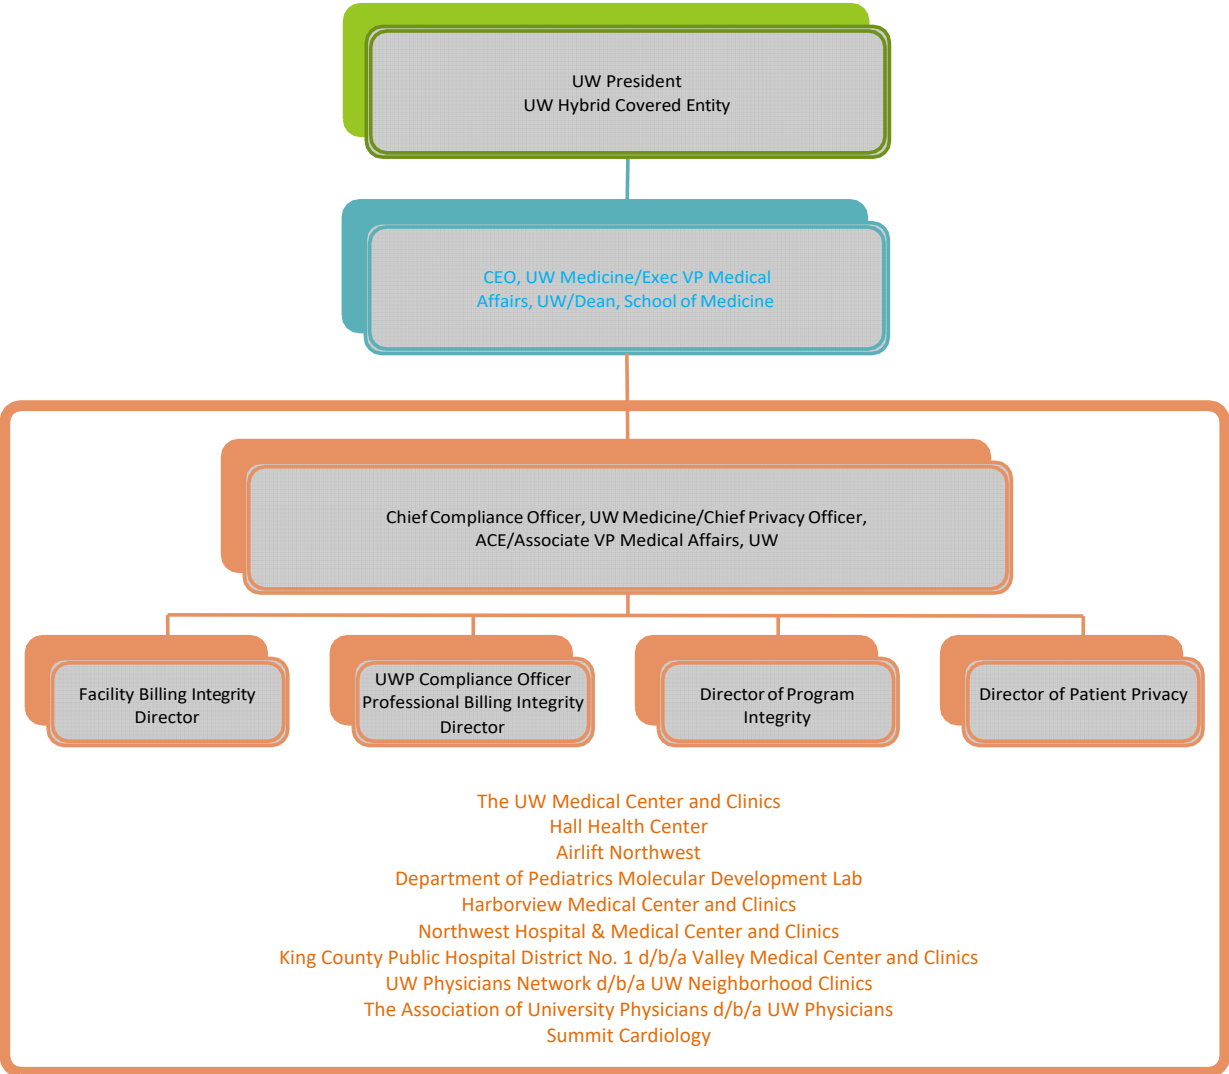 UW President
UW Hybrid Covered Entity
CEO, UW Medicine/Exec VP Medical
Affairs, UW/Dean, School of Medicine
Chief Compliance Officer, UW Medicine/Chief Privacy Officer,
ACE/Associate VP Medical Affairs, UW
Facility Billing Integrity
Director
UWP Compliance Officer
Professional Billing Integrity
Director
Director of Program
Integrity
Director of Patient Privacy
The UW Medical Center and Clinics
Hall Health Center
Airlift Northwest
Department of Pediatrics Molecular Development Lab
Harborview Medical Center and Clinics
Northwest Hospital & Medical Center and Clinics
King County Public Hospital District No. 1 d/b/a Valley Medical Center and Clinics
UW Physicians Network d/b/a UW Neighborhood Clinics
The Association of University Physicians d/b/a UW Physicians
Summit Cardiology